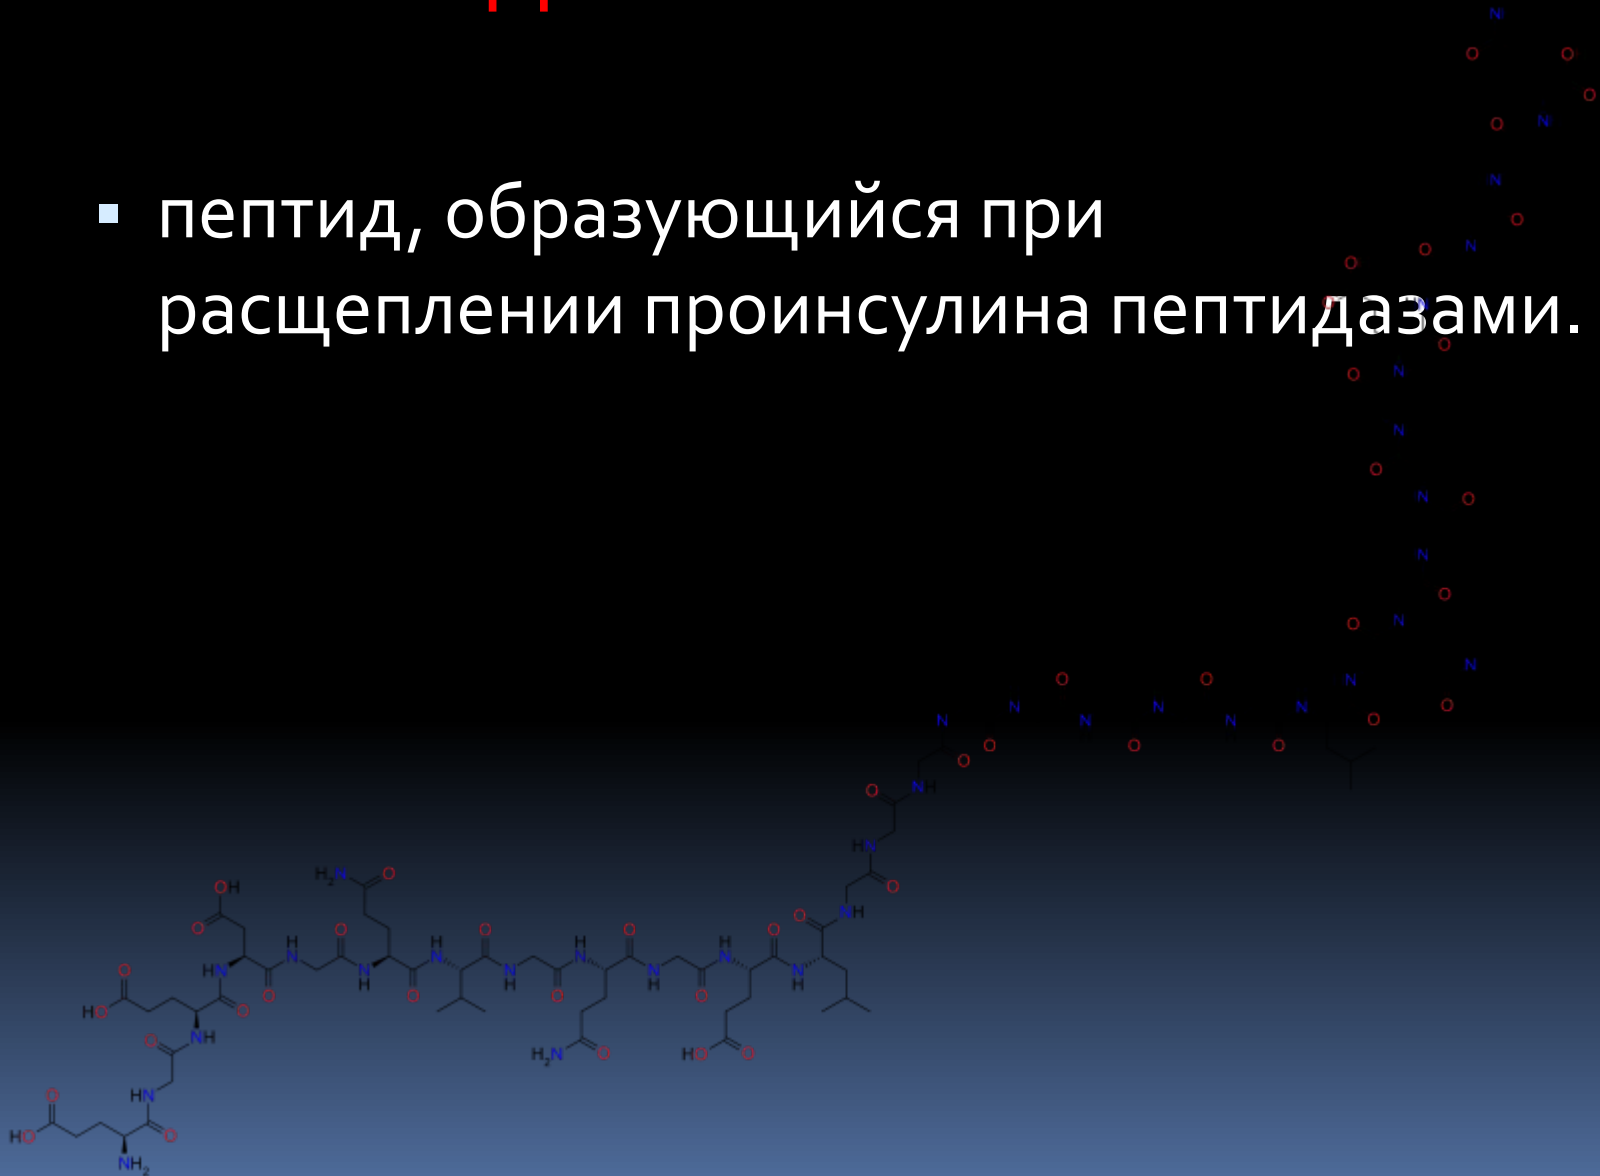 пептид, образующийся при
расщеплении проинсулина пептидазами.